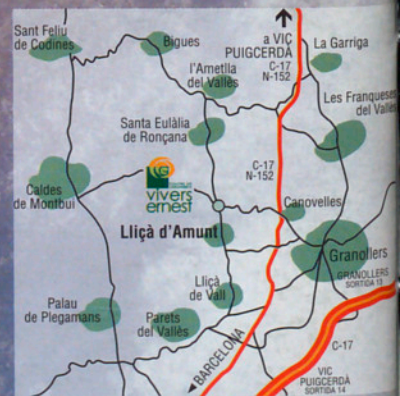 Sant Feliu
de Codines
Bigues
a VIC
PUIGCERDÀ
C-17
N-152
La Garriga
l'Ametlla
del Vallès
Les Franqueses
del Vallès
Santa Eulàlia
de Ronçana
C-17
N-152
Caldes
de Montbui
vivers
ernest
Canovelles
Lliçà d'Amunt
Granollers
GRANOLLERS
SORTIDA 13
Lliçà
de Vall
Palau
de Plegamans
Parets
del Vallès
BARCELONA
C-17
VIC
PUIGCERDÀ
SORTIDA 14